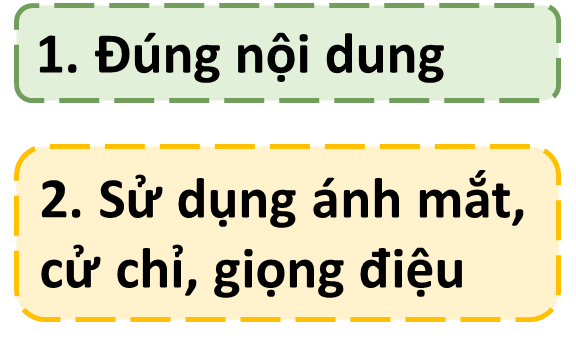 1. Đúng nội dung
2. Sử dụng ánh mắt,
cử chỉ, giọng điệu